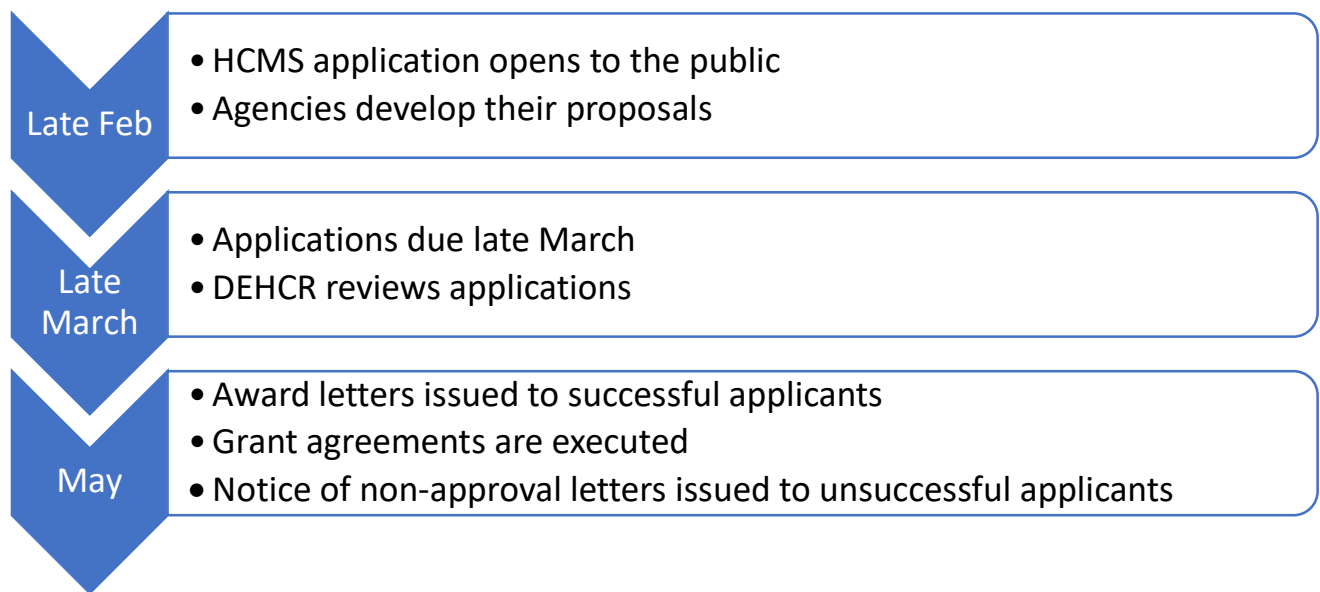 Late Feb
• HCMS application opens to the public
• Agencies develop their proposals
Late
March
• Applications due late March
• DEHCR reviews applications
May
• Award letters issued to successful applicants
• Grant agreements are executed
• Notice of non-approval letters issued to unsuccessful applicants